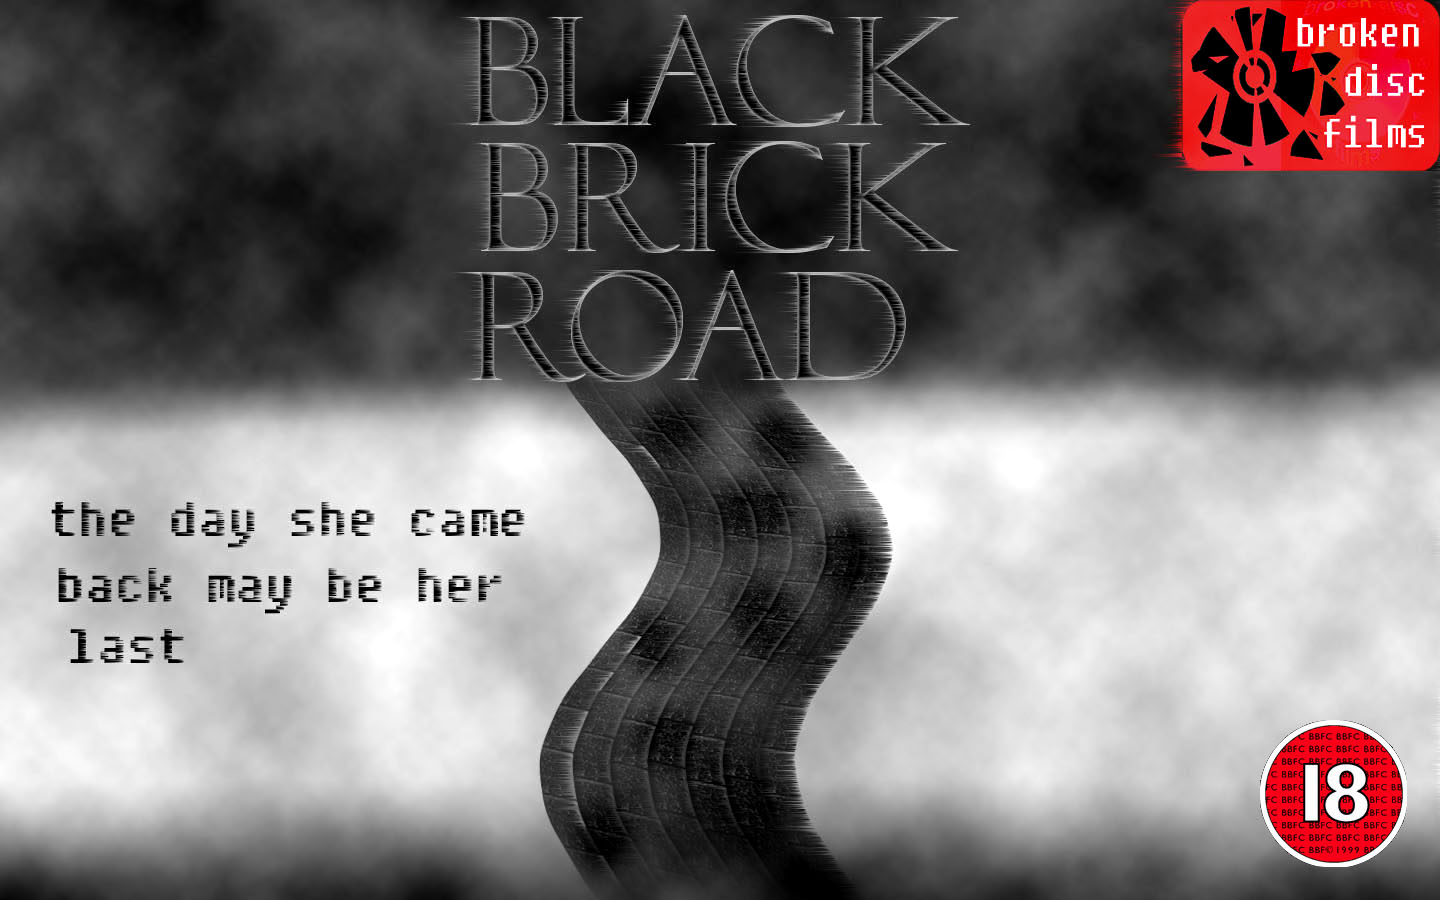 BLACK
BRICK
ROAD
broken
disc
films
the day she came
back may be her
last
18